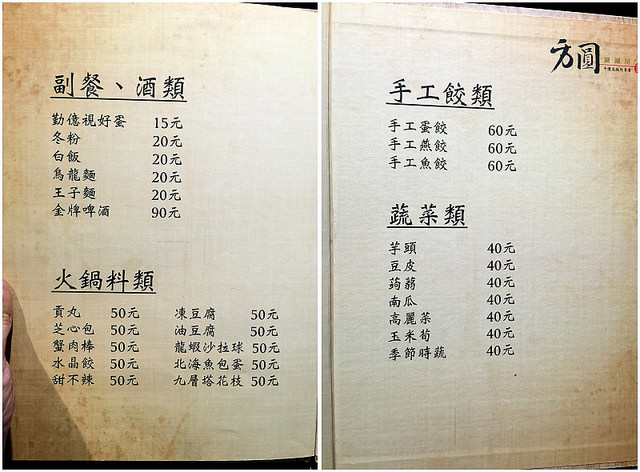 副餐、酒類
勤億視好蛋 15元
冬粉 20元
白飯 20元
烏龍麵 20元
王子麵 20元
金牌啤酒 90元
火鍋料類
貢丸 50元 凍豆腐 50元
芝心包 50元 油豆腐 50元
蟹肉棒 50元 龍蝦沙拉球 50元
水晶餃 50元 北海魚包蛋 50元
甜不辣 50元 九層塔花枝 50元
方圓
手工餃類
手工蛋餃 60元
手工燕餃 60元
手工魚餃 60元
蔬菜類
芋頭 40元
豆皮 40元
蒟蒻 40元
南瓜 40元
高麗菜 40元
玉米筍 40元
季節時蔬 40元